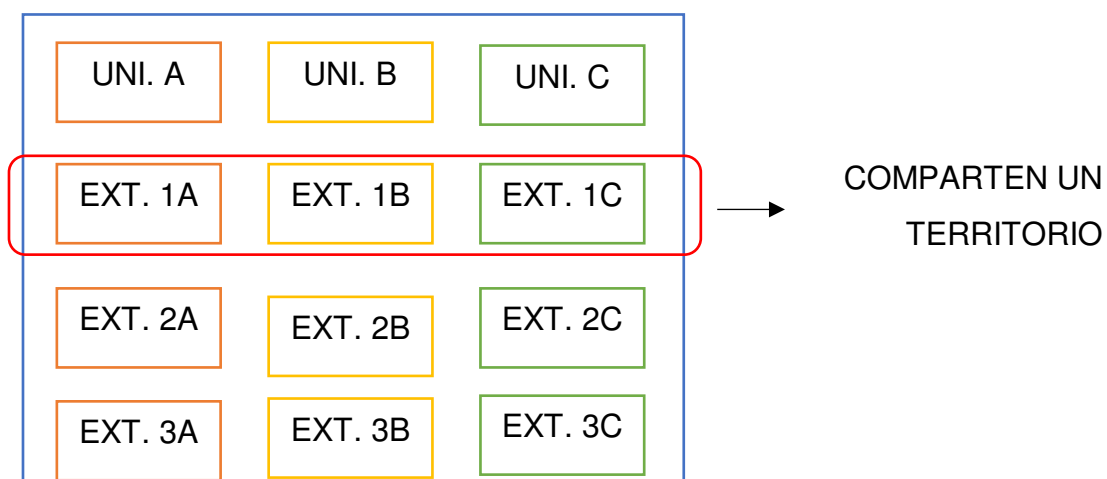 UNI. A
UNI. B
UNI. C
EXT. 1A
EXT. 1B
EXT. 1C
COMPARTEN UN
TERRITORIO
EXT. 2A
EXT. 2B
EXT. 2C
EXT. 3A
EXT. 3B
EXT. 3C